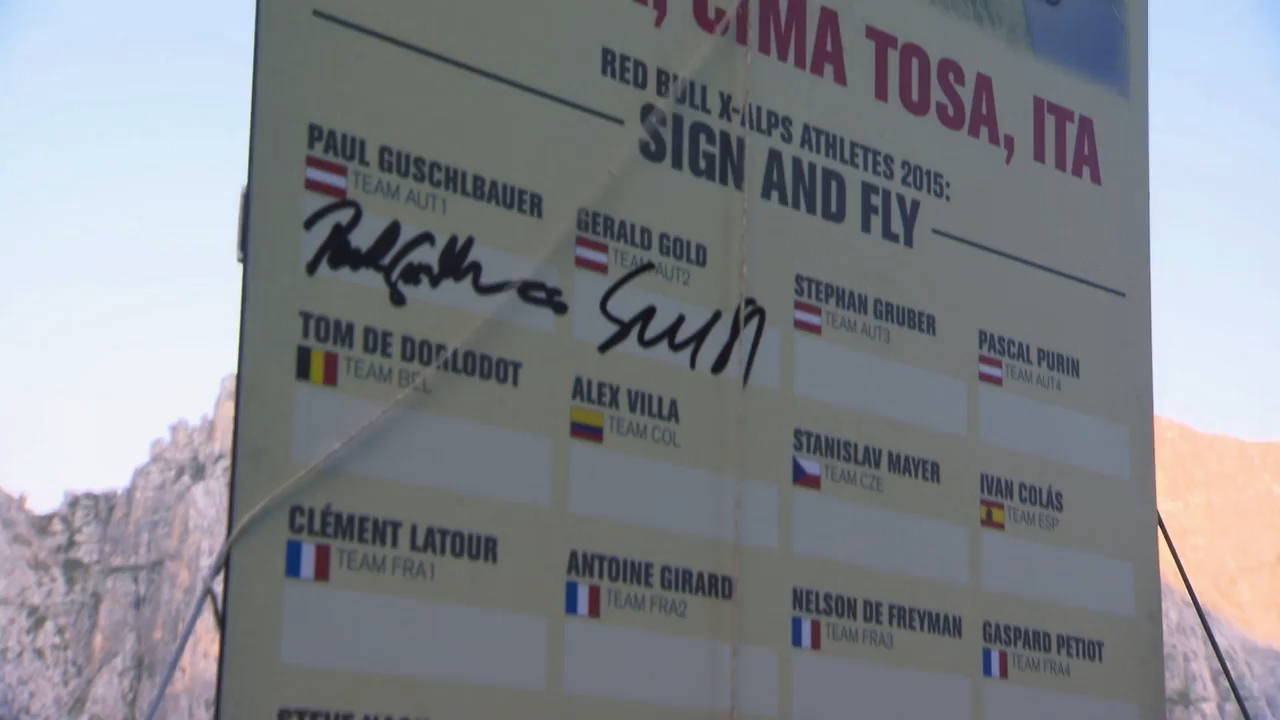 CIMA TOSA, ITA
RED BULL X-ALPS ATHLETES 2015:
SIGN AND FLY
PAUL GUSCHLBAUER
TEAM AUT1
GERALD GOLD
TEAM AUT2
STEPHAN GRUBER
TEAM AUT3
PASCAL PURIN
TEAM AUT4
TOM DE DORLODOT
TEAM BEL
ALEX VILLA
TEAM COL
STANISLAV MAYER
TEAM CZE
IVAN COLÁS
TEAM ESP
CLÉMENT LATOUR
TEAM FRA1
ANTOINE GIRARD
TEAM FRA2
NELSON DE FREYMAN
TEAM FRA3
GASPARD PETIOT
TEAM FRA4